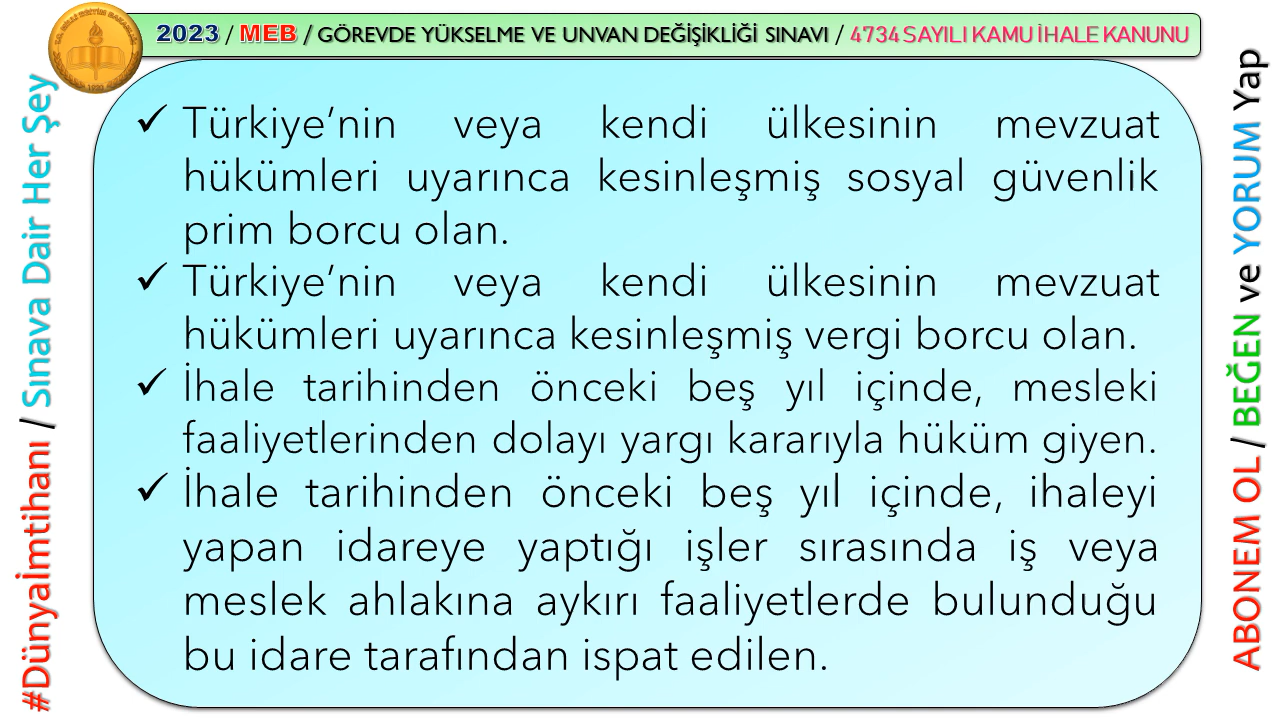 2023 / MEB / GÖREVDE YÜKSELME VE UNVAN DEĞİŞİKLİĞİ SINAVI / 4734 SAYILI KAMU İHALE KANUNU
#Dünyaİmtihanı / Sınava Dair Her Şey
✓ Türkiye’nin veya kendi ülkesinin mevzuat
hükümleri uyarınca kesinleşmiş sosyal güvenlik
prim borcu olan.
✓ Türkiye’nin veya kendi ülkesinin mevzuat
hükümleri uyarınca kesinleşmiş vergi borcu olan.
✓ İhale tarihinden önceki beş yıl içinde, mesleki
faaliyetlerinden dolayı yargı kararıyla hüküm giyen.
✓ İhale tarihinden önceki beş yıl içinde, ihaleyi
yapan idareye yaptığı işler sırasında iş veya
meslek ahlakına aykırı faaliyetlerde bulunduğu
bu idare tarafından ispat edilen.
ABONEM OL / BEĞEN ve YORUM Yap